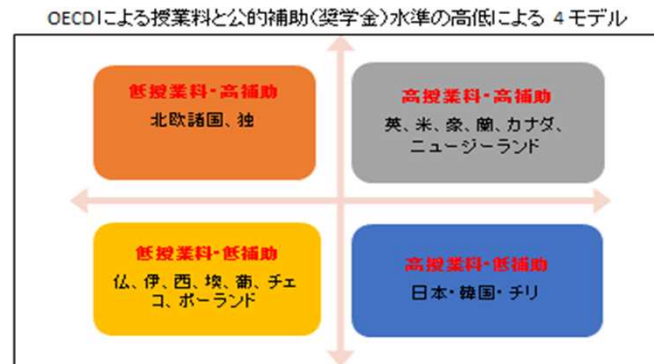 OECDIによる授業料と公的補助(奨学金)水準の高低による 4モデル
低授業料・高補助
北欧諸国、独
高授業料・高補助
英、米、豪、蘭、カナダ、
ニュージーランド
低授業料・低補助
仏、伊、西、墺、葡、チェ
コ、ポーランド
高授業料・低補助
日本・韓国・チリ